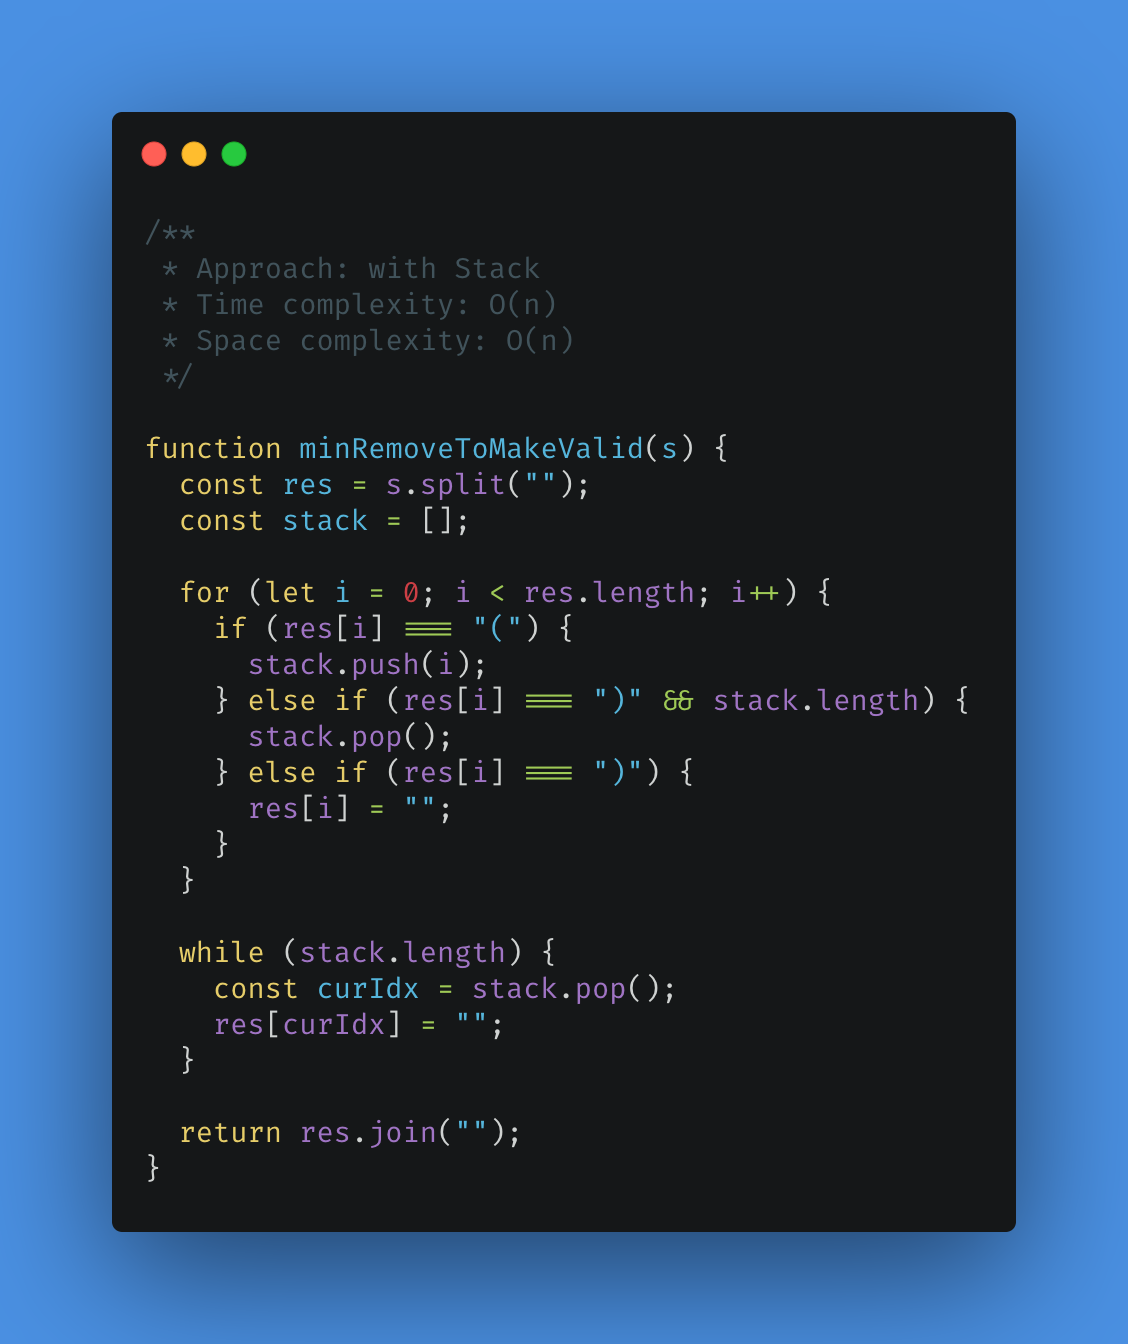 /**
 * Approach: with Stack
 * Time complexity: O(n)
 * Space complexity: O(n)
 */

function minRemoveToMakeValid(s) {
  const res = s.split("");
  const stack = [];

  for (let i = 0; i < res.length; i++) {
    if (res[i] === "(") {
      stack.push(i);
    } else if (res[i] === ")" && stack.length) {
      stack.pop();
    } else if (res[i] === ")") {
      res[i] = "";
    }
  }

  while (stack.length) {
    const curIdx = stack.pop();
    res[curIdx] = "";
  }

  return res.join("");
}